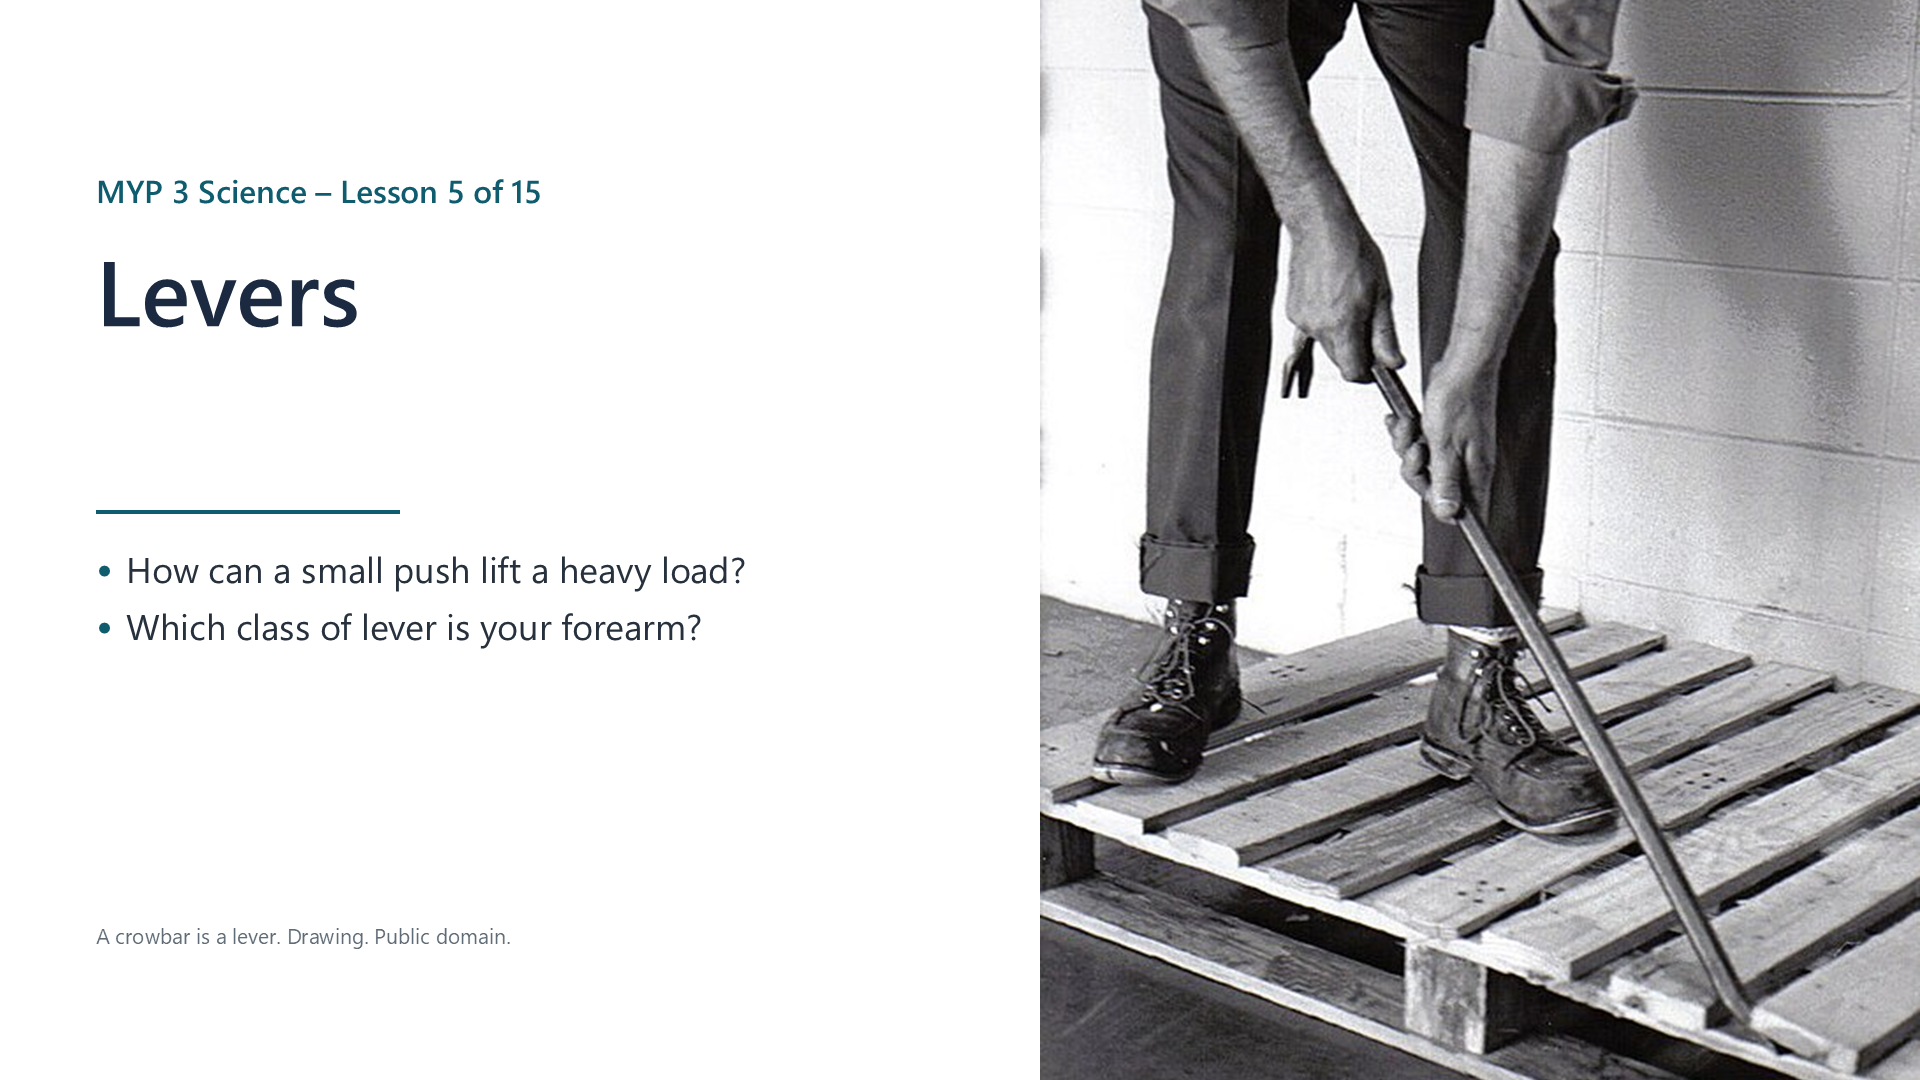 MYP 3 Science – Lesson 5 of 15
Levers
• How can a small push lift a heavy load?
• Which class of lever is your forearm?
A crowbar is a lever. Drawing. Public domain.